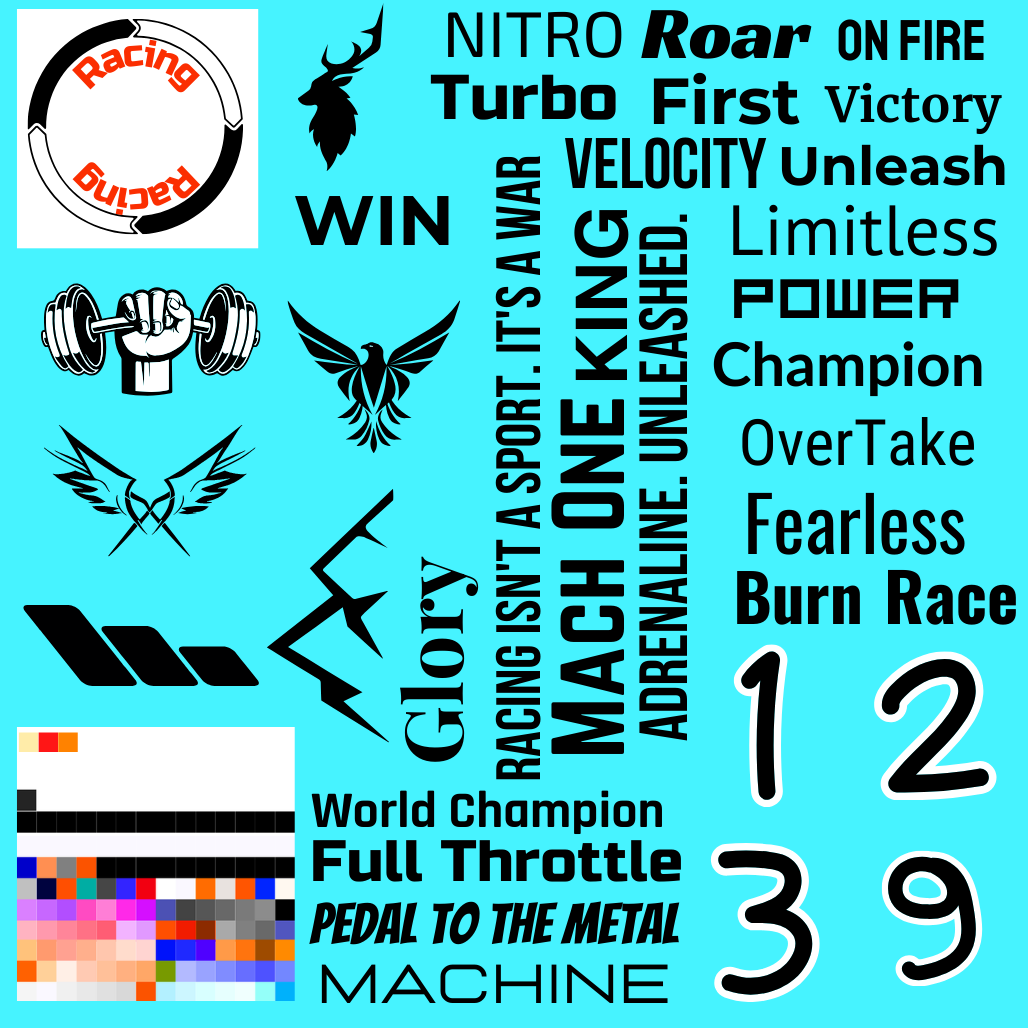 Racing
Racing
NITRO
Roar
ON FIRE
Turbo
First
Victory
VELOCITY
Unleash
WIN
Limitless
POWER
Champion
OverTake
Fearless
Burn Race
RACING ISN'T A SPORT. IT'S A WAR
MACH ONE KING
ADRENALINE. UNLEASHED.
Glory
1
2
3
9
World Champion
Full Throttle
PEDAL TO THE METAL
MACHINE